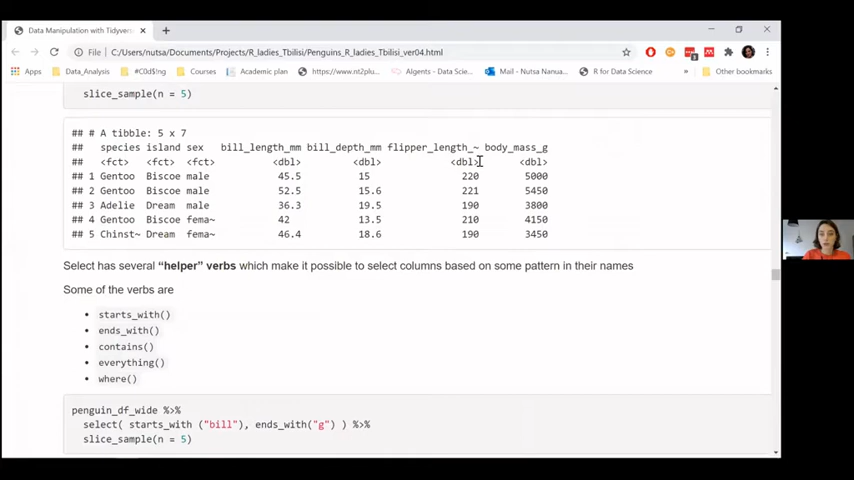 Data Manipulation with Tidyvers
File
C:/Users/nutsa/Documents/Projects/R_ladies_Tbilisi/Penguins_R_ladies_Tbilisi_ver04.html
Apps Data_Analysis #C0d$ng Courses Academic plan https://www.nt2plu... Algents - Data Scie... Mail - Nutsa Nanua... R for Data Science » Other bookmarks
slice_sample(n = 5)
## # A tibble: 5 x 7
## species island sex bill_length_mm bill_depth_mm flipper_length_~ body_mass_g
## <fct> <fct> <fct> <dbl> <dbl> <dbl> <dbl>
## 1 Gentoo Biscoe male 45.5 15 220 5000
## 2 Gentoo Biscoe male 52.5 15.6 221 5450
## 3 Adelie Dream male 36.3 19.5 190 3800
## 4 Gentoo Biscoe fema~ 42 13.5 210 4150
## 5 Chinst~ Dream fema~ 46.4 18.6 190 3450
Select has several “helper” verbs which make it possible to select columns based on some pattern in their names
Some of the verbs are
• starts_with()
• ends_with()
• contains()
• everything()
• where()
penguin_df_wide %>%
select( starts_with ("bill"), ends_with("g") ) %>%
slice_sample(n = 5)